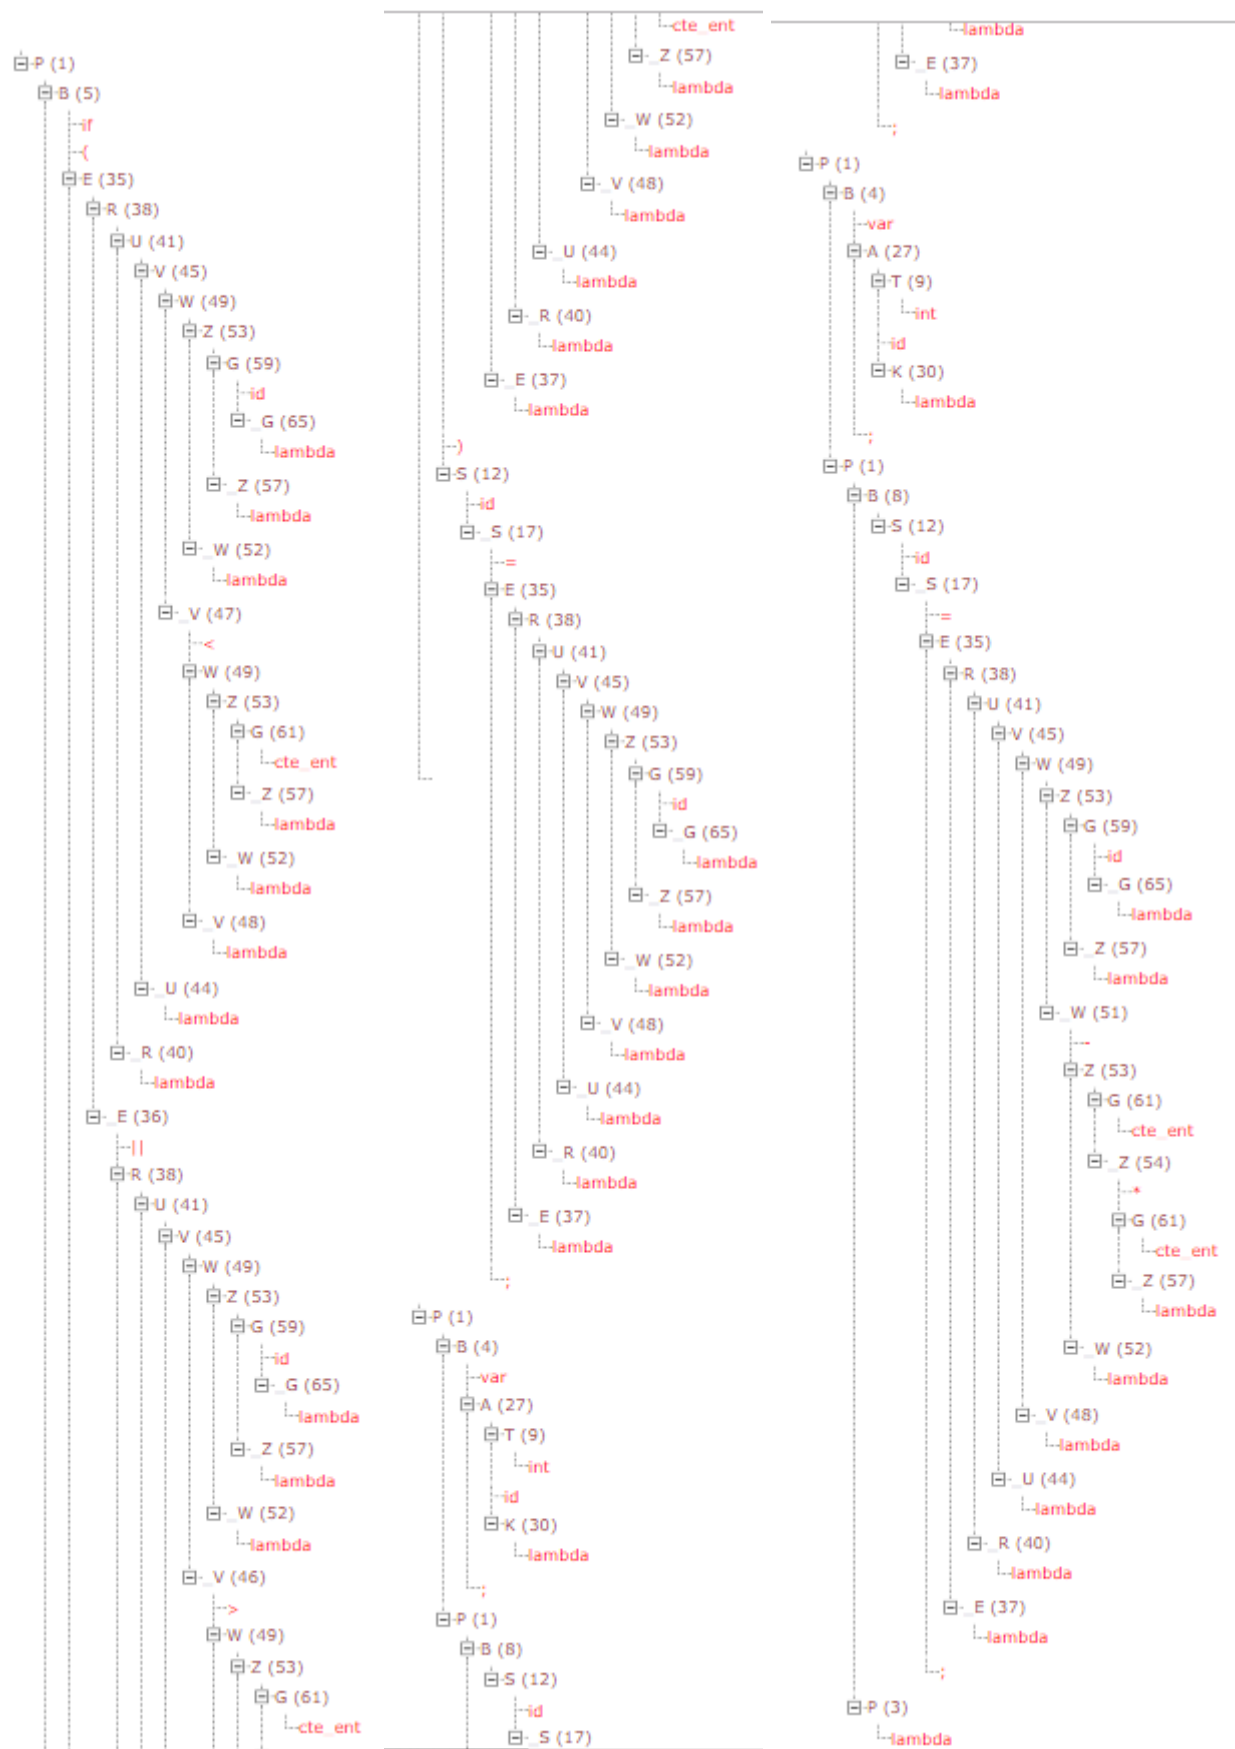 P (1)
B (5)
if
(
E (35)
R (38)
U (41)
V (45)
W (49)
Z (53)
G (59)
id
_G (65)
lambda
_Z (57)
lambda
_W (52)
lambda
_V (47)
<
W (49)
Z (53)
G (61)
cte_ent
_Z (57)
lambda
_W (52)
lambda
_V (48)
lambda
_U (44)
lambda
_R (40)
lambda
_E (36)
||
R (38)
U (41)
V (45)
W (49)
Z (53)
G (59)
id
_G (65)
lambda
_Z (57)
lambda
_W (52)
lambda
_V (46)
>
W (49)
Z (53)
G (61)
cte_ent
cte_ent
_Z (57)
lambda
_W (52)
lambda
_V (48)
lambda
_U (44)
lambda
_R (40)
lambda
_E (37)
lambda
)
S (12)
id
_S (17)
=
E (35)
R (38)
U (41)
V (45)
W (49)
Z (53)
G (59)
id
_G (65)
lambda
_Z (57)
lambda
_W (52)
lambda
_V (48)
lambda
_U (44)
lambda
_R (40)
lambda
_E (37)
lambda
;
P (1)
B (4)
var
A (27)
T (9)
int
id
K (30)
lambda
;
P (1)
B (8)
S (12)
id
_S (17)
lambda
_E (37)
lambda
;
P (1)
B (4)
var
A (27)
T (9)
int
id
K (30)
lambda
;
P (1)
B (8)
S (12)
id
_S (17)
=
E (35)
R (38)
U (41)
V (45)
W (49)
Z (53)
G (59)
id
_G (65)
lambda
_Z (57)
lambda
_W (51)
-
Z (53)
G (61)
cte_ent
_Z (54)
*
G (61)
cte_ent
_Z (57)
lambda
_W (52)
lambda
_V (48)
lambda
_U (44)
lambda
_R (40)
lambda
_E (37)
lambda
;
P (3)
lambda